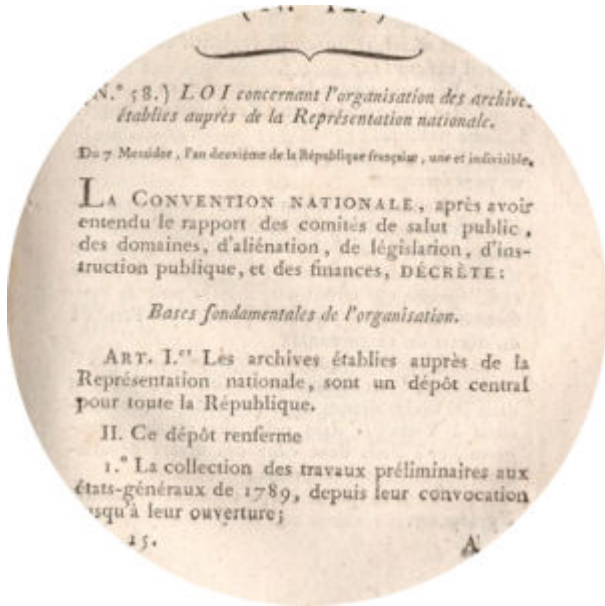 (N.° 58.) LOI concernant l'organisation des archives
établies auprès de la Représentation nationale.
Du 7 Messidor, l'an deuxième de la République française, une et indivisible.
LA CONVENTION NATIONALE, après avoir
entendu le rapport des comités de salut public,
des domaines, d'aliénation, de législation, d'ins-
truction publique, et des finances, DÉCRÈTE:
Bases fondamentales de l'organisation.
ART. I.er Les archives établies auprès de la
Représentation nationale, sont un dépôt central
pour toute la République.
II. Ce dépôt renferme
1.° La collection des travaux préliminaires aux
états-généraux de 1789, depuis leur convocation
jusqu'à leur ouverture;
15. A